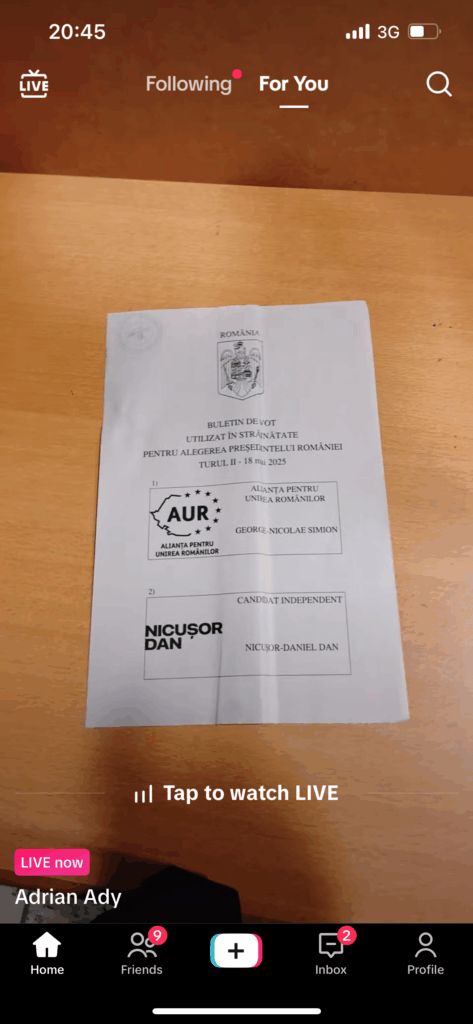 20:45
3G
LIVE
Following
For You
ROMÂNIA
BULETIN DE VOT
UTILIZAT ÎN STRĂINĂTATE
PENTRU ALEGEREA PREȘEDINTELUI ROMÂNIEI
TURUL II - 18 mai 2025
1)
ALIANȚA PENTRU
UNIREA ROMÂNILOR
AUR
ALIANȚA PENTRU
UNIREA ROMÂNILOR
GEORGE-NICOLAE SIMION
2)
CANDIDAT INDEPENDENT
NICUȘOR
DAN
NICUȘOR-DANIEL DAN
Tap to watch LIVE
LIVE now
Adrian Ady
9
2
Home
Friends
Inbox
Profile